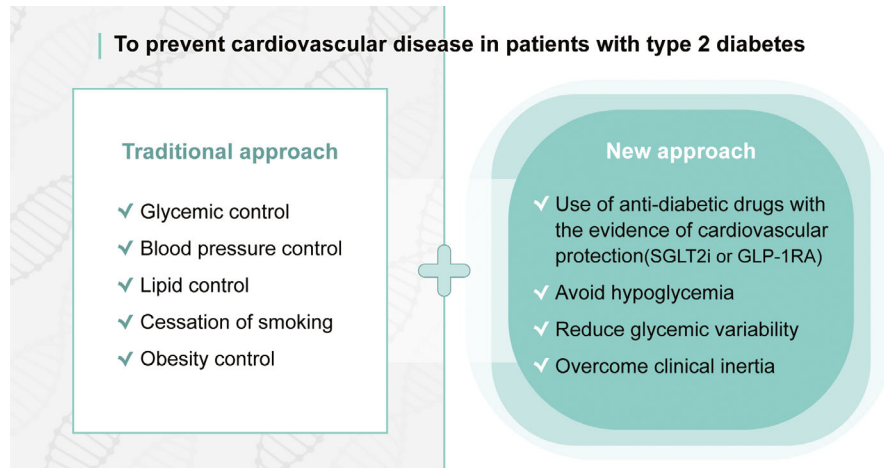 To prevent cardiovascular disease in patients with type 2 diabetes
Traditional approach
Glycemic control
Blood pressure control
Lipid control
Cessation of smoking
Obesity control
New approach
Use of anti-diabetic drugs with
the evidence of cardiovascular
protection(SGLT2i or GLP-1RA)
Avoid hypoglycemia
Reduce glycemic variability
Overcome clinical inertia